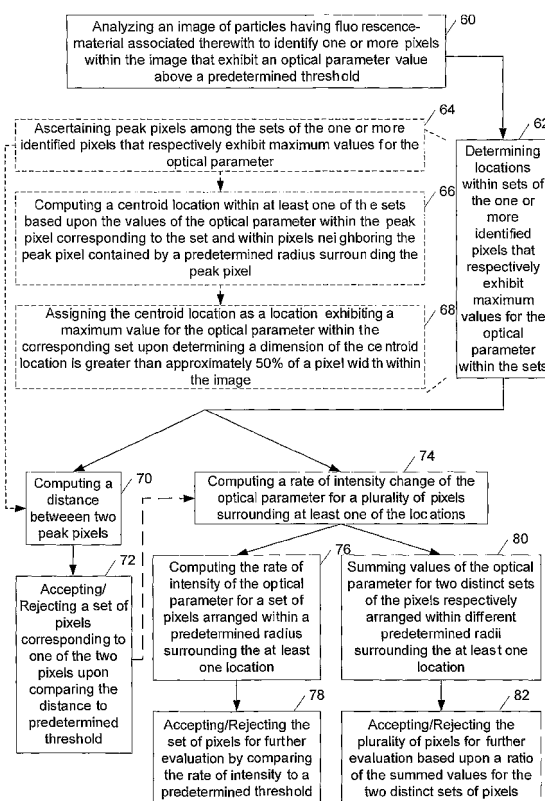 60
Analyzing an image of particles having fluo rescence-
material associated therewith to identify one or more pixels
within the image that exhibit an optical parameter value
above a predetermined threshold
64
Ascertaining peak pixels among the sets of the one or more
identified pixels that respectively exhibit maximum values for the
optical parameter
66
Computing a centroid location within at least one of the sets
based upon the values of the optical parameter within the peak
pixel corresponding to the set and within pixels neighboring
the peak pixel contained by a predetermined radius surrounding
the peak pixel
68
Assigning the centroid location as a location exhibiting
a maximum value for the optical parameter within the
corresponding set upon determining a dimension of the centroid
location is greater than approximately 50% of a pixel width within
the image
62
Determining
locations
within sets of
the one or
more
identified
pixels that
respectively
exhibit
maximum
values for the
optical
parameter
within the sets
70
Computing a
distance
betweeen two
peak pixels
72
Accepting/
Rejecting a set of
pixels
corresponding to
one of the two
pixels upon
comparing the
distance to
predetermined
threshold
74
Computing a rate of intensity change of the
optical parameter for a plurality of pixels
surrounding at least one of the locations
76
Computing the rate of
intensity of the optical
parameter for a set of
pixels arranged within a
predetermined radius
surrounding the at least
one location
78
Accepting/Rejecting the
set of pixels for further
evaluation by comparing
the rate of intensity to a
predetermined threshold
80
Summing values of the optical
parameter for two distinct sets
of the pixels respectively
arranged within different
predetermined radii
surrounding the at least one
location
82
Accepting/Rejecting the
plurality of pixels for further
evaluation based upon a ratio
of the summed values for the
two distinct sets of pixels